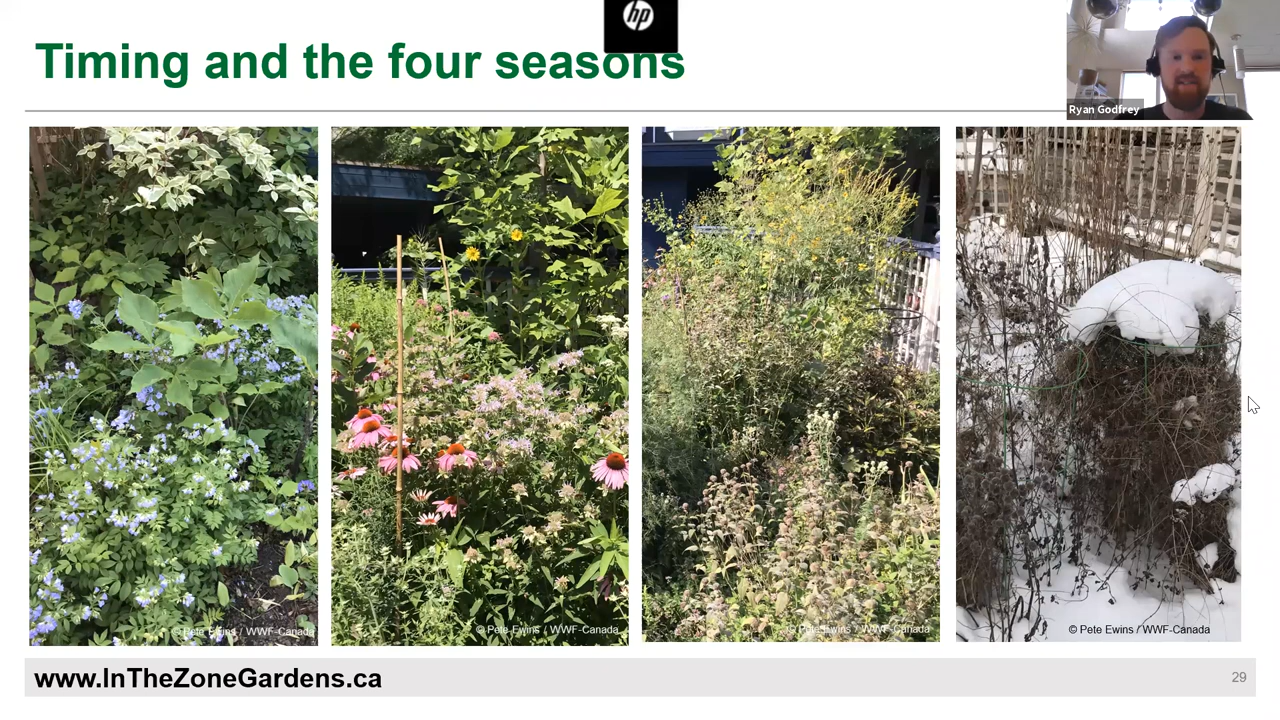 hp
Timing and the four seasons
Ryan Godfrey
© Pete Ewins / WWF-Canada
© Pete Ewins / WWF-Canada
© Pete Ewins / WWF-Canada
© Pete Ewins / WWF-Canada
www.InTheZoneGardens.ca
29